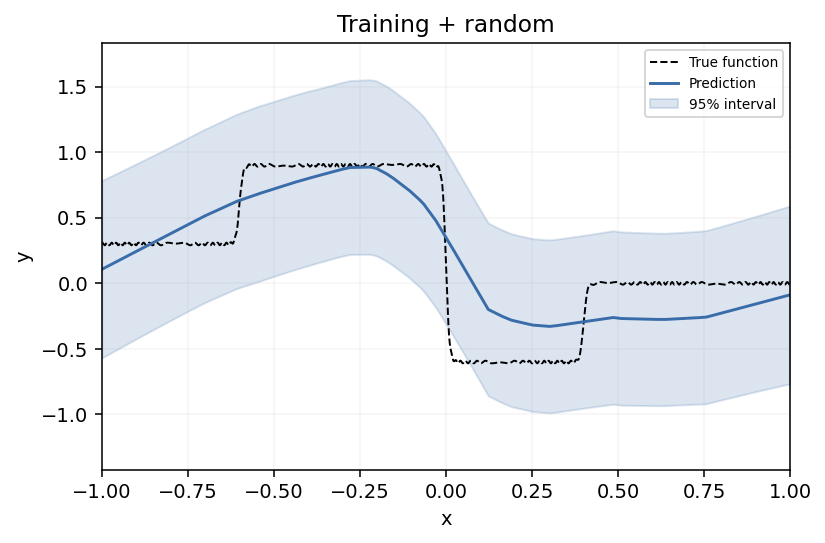 Training + random
True function
Prediction
95% interval
1.5
1.0
0.5
0.0
−0.5
−1.0
y
−1.00 −0.75 −0.50 −0.25 0.00 0.25 0.50 0.75 1.00
x